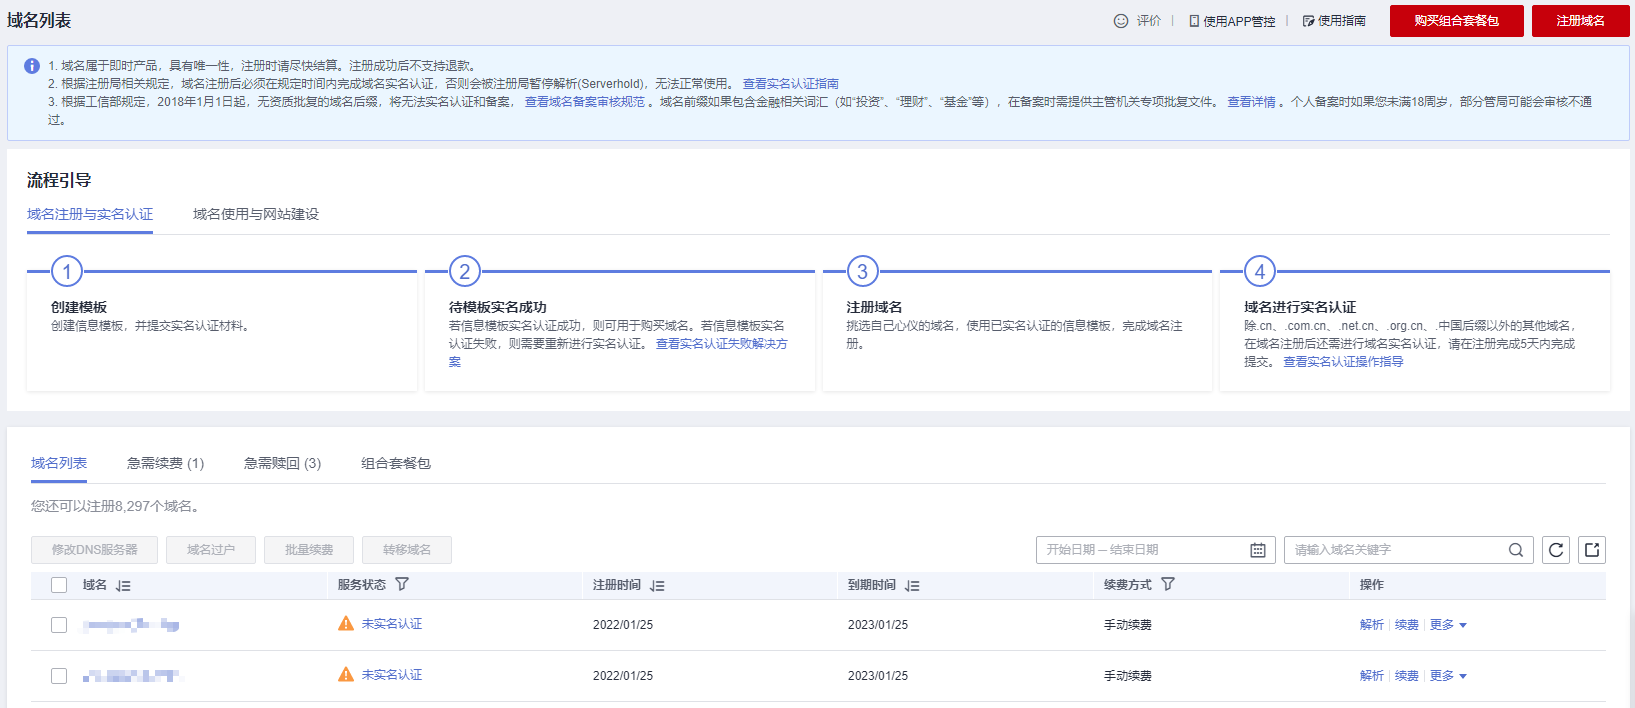 域名列表
评价
使用APP管控
使用指南
购买组合套餐包
注册域名
1. 域名属于即时产品，具有唯一性，注册时请尽快结算。注册成功后不支持退款。
2. 根据注册局相关规定，域名注册后必须在规定时间内完成域名实名认证，否则会被注册局暂停解析(Serverhold)，无法正常使用。 查看实名认证指南
3. 根据工信部规定，2018年1月1日起，无资质批复的域名后缀，将无法实名认证和备案， 查看域名备案审核规范 。域名前缀如果包含金融相关词汇（如“投资”、“理财”、“基金”等），在备案时需提供主管机关专项批复文件。 查看详情 。个人备案时如果您未满18周岁，部分管局可能会审核不通
过。
流程引导
域名注册与实名认证
域名使用与网站建设
1
创建模板
创建信息模板，并提交实名认证材料。
2
待模板实名成功
若信息模板实名认证成功，则可用于购买域名。若信息模板实名
认证失败，则需要重新进行实名认证。 查看实名认证失败解决方
案
3
注册域名
挑选自己心仪的域名，使用已实名认证的信息模板，完成域名注
册。
4
域名进行实名认证
除.cn、.com.cn、.net.cn、.org.cn、.中国后缀以外的其他域名，
在域名注册后还需进行域名实名认证，请在注册完成5天内完成
提交。 查看实名认证操作指导
域名列表
急需续费 (1)
急需赎回 (3)
组合套餐包
您还可以注册8,297个域名。
修改DNS服务器
域名过户
批量续费
转移域名
开始日期 – 结束日期
请输入域名关键字
域名
服务状态
注册时间
到期时间
续费方式
操作
未实名认证
2022/01/25
2023/01/25
手动续费
解析 续费 更多
未实名认证
2022/01/25
2023/01/25
手动续费
解析 续费 更多